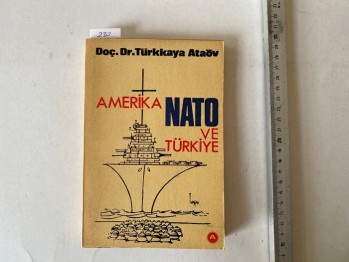 Doç. Dr. Türkkaya Ataöv
AMERİKA NATO
VE
TÜRKİYE
A